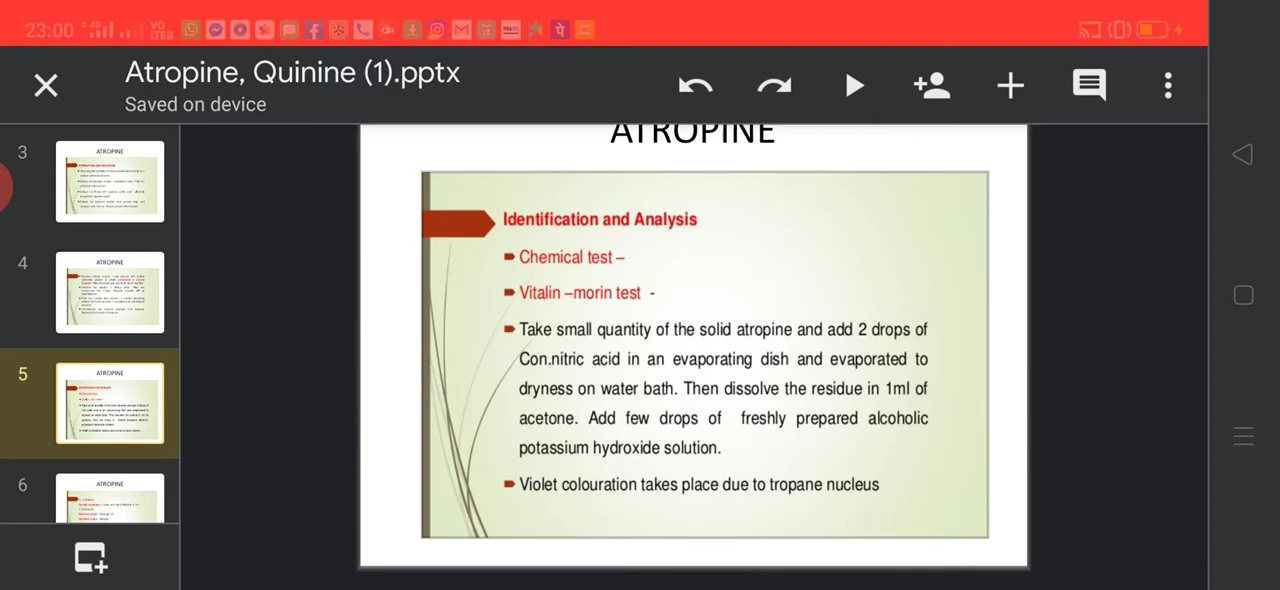 23:00
4G
VO
LTEB
Atropine, Quinine (1).pptx
Saved on device
3
ATROPINE
4
ATROPINE
5
ATROPINE
6
ATROPINE
ATROPINE
Identification and Analysis
Chemical test –
Vitalin –morin test -
Take small quantity of the solid atropine and add 2 drops of
Con.nitric acid in an evaporating dish and evaporated to
dryness on water bath. Then dissolve the residue in 1ml of
acetone. Add few drops of freshly prepared alcoholic
potassium hydroxide solution.
Violet colouration takes place due to tropane nucleus